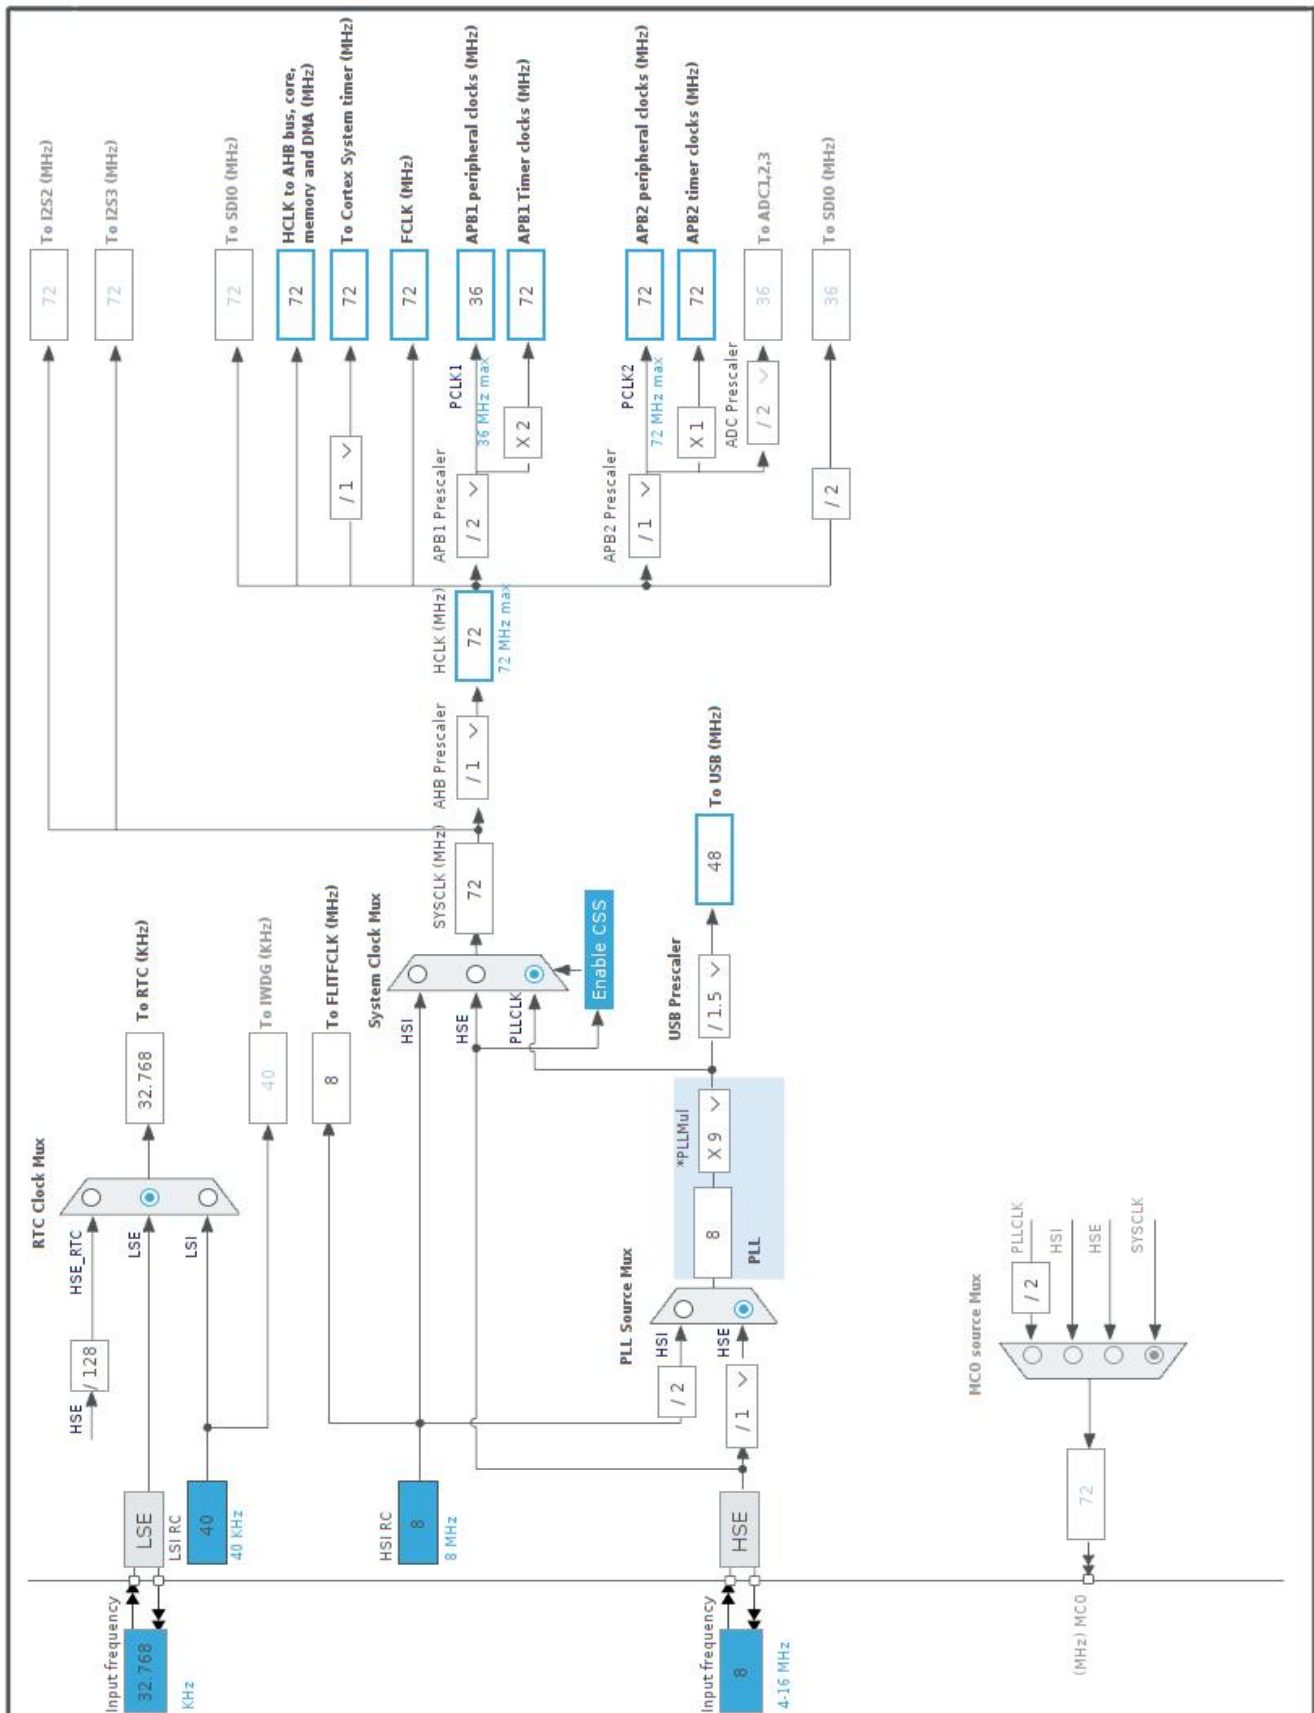 Input frequency
32.768
KHz
LSE
LSI RC
40
40 KHz
HSE
/ 128
HSE_RTC
LSE
LSI
RTC Clock Mux
32.768
To RTC (KHz)
40
To IWDG (KHz)
HSI RC
8
8 MHz
8
To FLITFCLK (MHz)
Input frequency
8
4-16 MHz
HSE
/ 2
/ 1
HSI
HSE
PLL Source Mux
8
PLL
*PLLMul
X 9
USB Prescaler
/ 1.5
48
To USB (MHz)
System Clock Mux
HSI
HSE
PLLCLK
Enable CSS
SYSCLK (MHz)
72
AHB Prescaler
/ 1
HCLK (MHz)
72
72 MHz max
72
To I2S2 (MHz)
72
To I2S3 (MHz)
72
To SDIO (MHz)
72
HCLK to AHB bus, core,
memory and DMA (MHz)
/ 1
72
To Cortex System timer (MHz)
72
FCLK (MHz)
APB1 Prescaler
/ 2
PCLK1
36 MHz max
36
APB1 peripheral clocks (MHz)
X 2
72
APB1 Timer clocks (MHz)
APB2 Prescaler
/ 1
PCLK2
72 MHz max
72
APB2 peripheral clocks (MHz)
X 1
72
APB2 timer clocks (MHz)
ADC Prescaler
/ 2
36
To ADC1,2,3
/ 2
36
To SDIO (MHz)
MCO source Mux
PLLCLK
/ 2
HSI
HSE
SYSCLK
72
(MHz) MCO